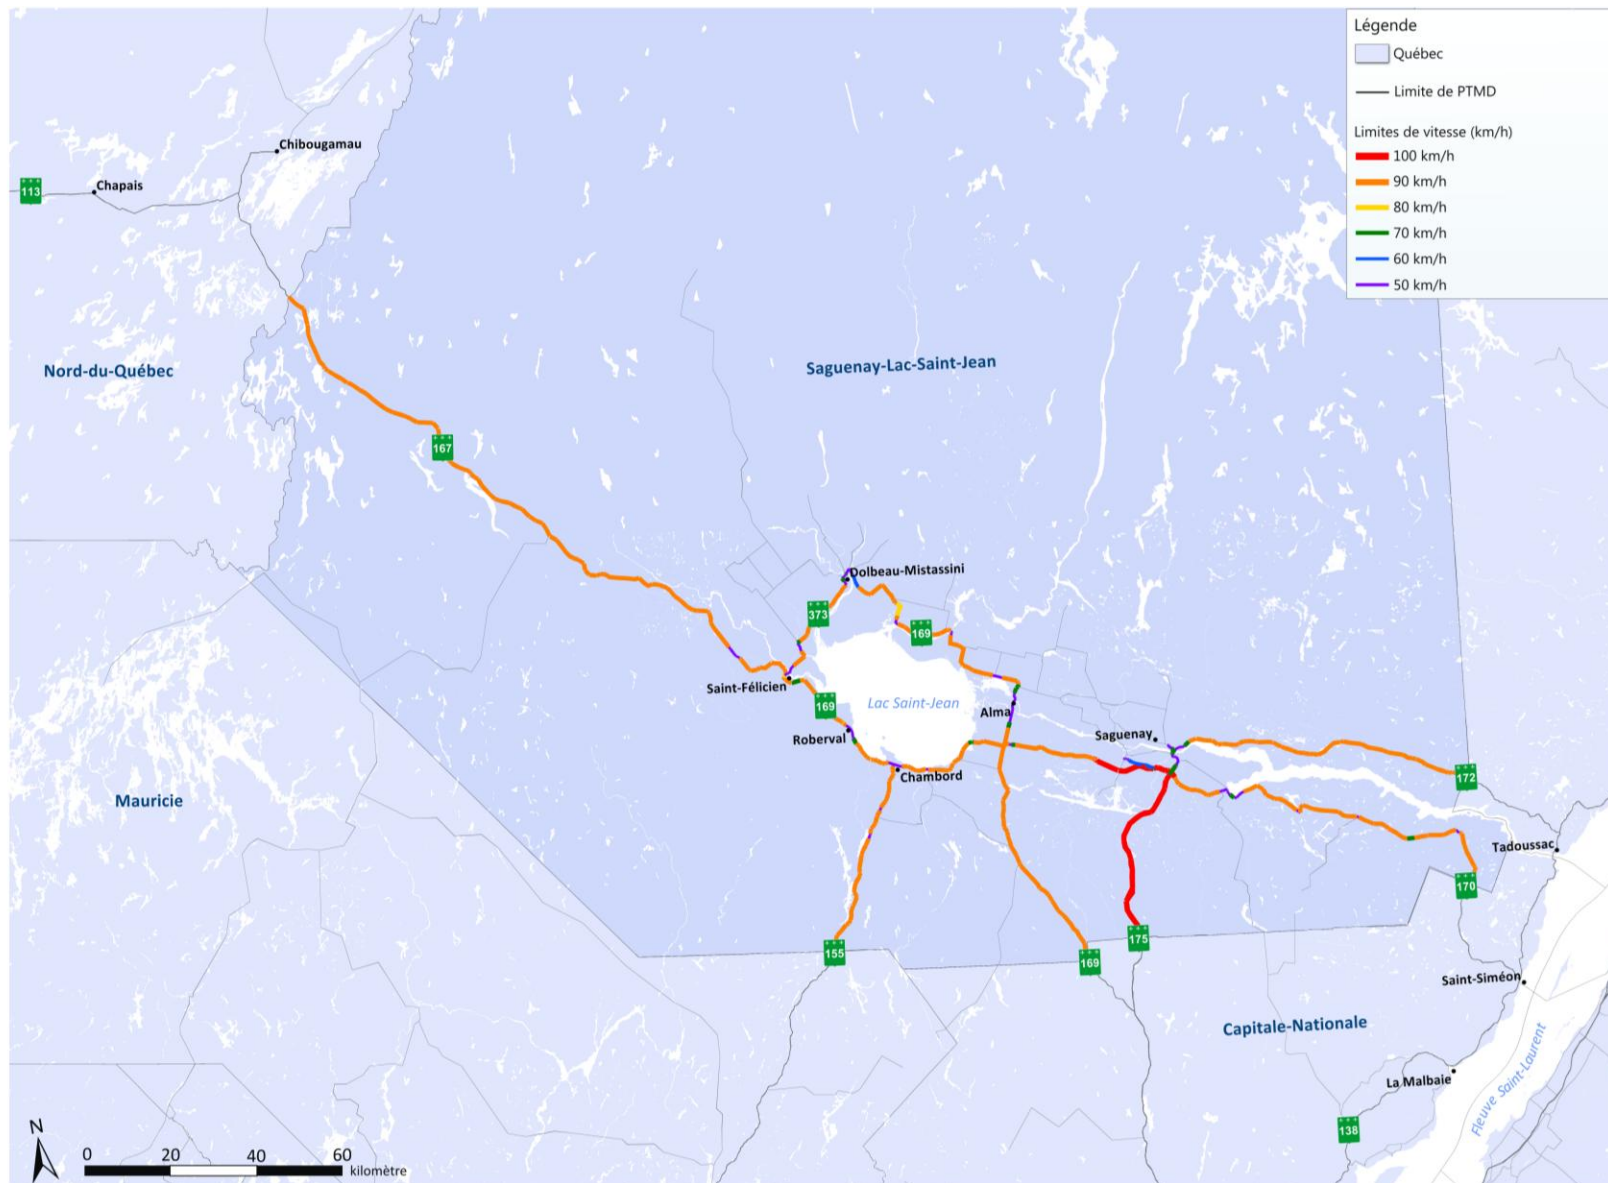 Légende
Québec
Limite de PTMD
Limites de vitesse (km/h)
100 km/h
90 km/h
80 km/h
70 km/h
60 km/h
50 km/h
Chibougamau
Chapais
113
Nord-du-Québec
Saguenay-Lac-Saint-Jean
167
Dolbeau-Mistassini
373
169
Saint-Félicien
169
Lac Saint-Jean
Alma
Roberval
Saguenay
Chambord
172
Mauricie
Tadoussac
170
155
169
175
Saint-Siméon
Capitale-Nationale
La Malbaie
Fleuve Saint-Laurent
138
N
0 20 40 60
kilomètre